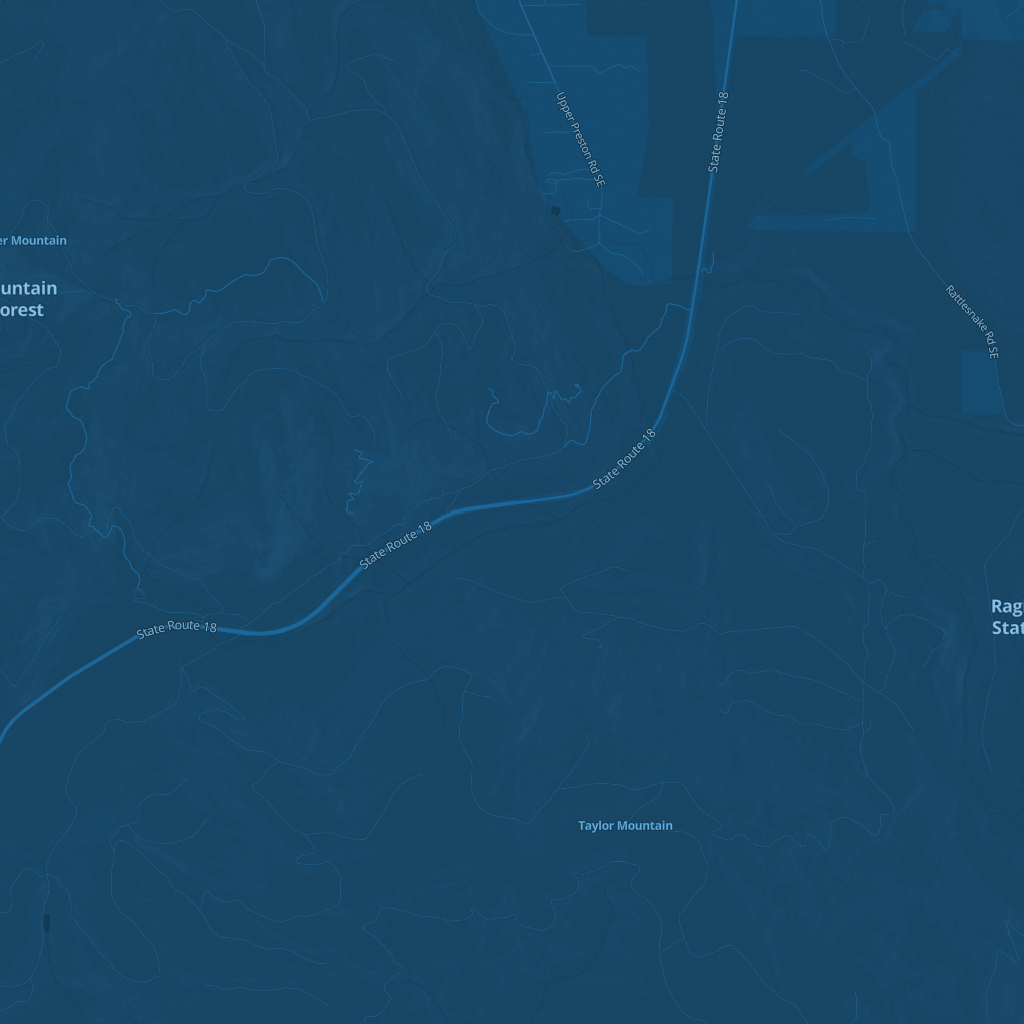 Upper Preston Rd SE
State Route 18
er Mountain
untain
orest
Rattlesnake Rd SE
State Route 18
State Route 18
State Route 18
Rag
Stat
Taylor Mountain